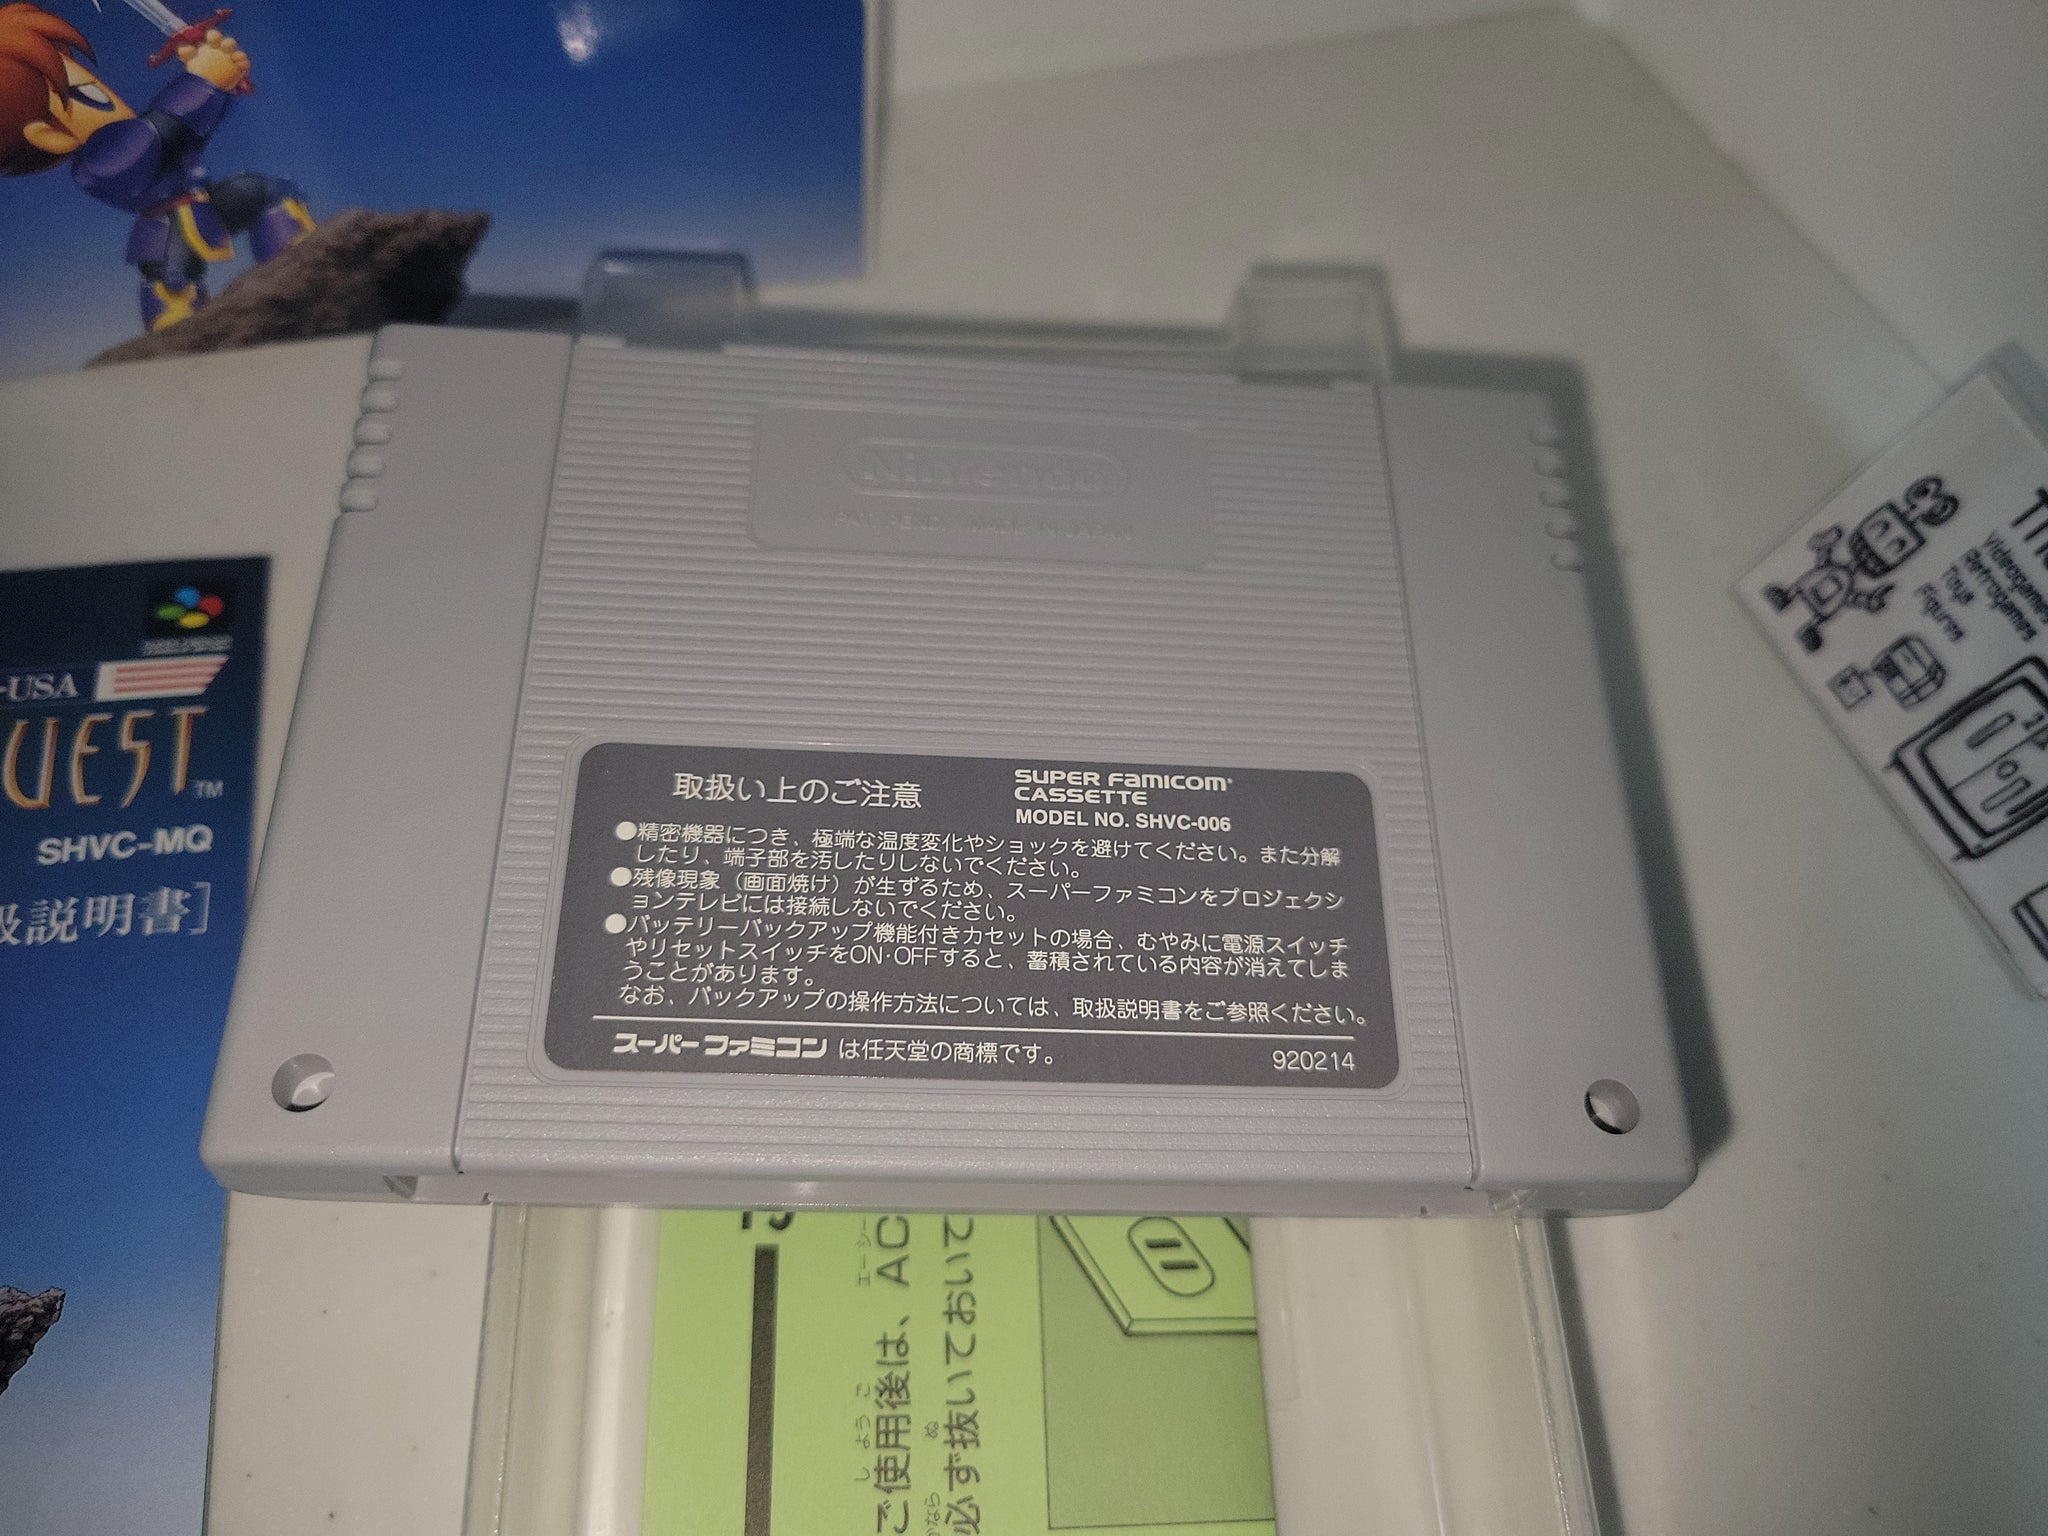 Nintendo
PAT. PEND. MADE IN JAPAN
取扱い上のご注意
SUPER FAMICOM
CASSETTE
MODEL NO. SHVC-006
●精密機器につき、極端な温度変化やショックを避けてください。また分解
したり、端子部を汚したりしないでください。
●残像現象（画面焼け）が生ずるため、スーパーファミコンをプロジェクシ
ョンテレビには接続しないでください。
●バッテリーバックアップ機能付きカセットの場合、むやみに電源スイッチ
やリセットスイッチをON·OFFすると、蓄積されている内容が消えてしま
うことがあります。
なお、バックアップの操作方法については、取扱説明書をご参照ください。
スーパーファミコン は任天堂の商標です。
920214
-USA
UEST TM
SHVC-MQ
扱説明書]
ご使用後は、AC
必ず抜いておいて
Videogames
Retrogames
Toys
Figures